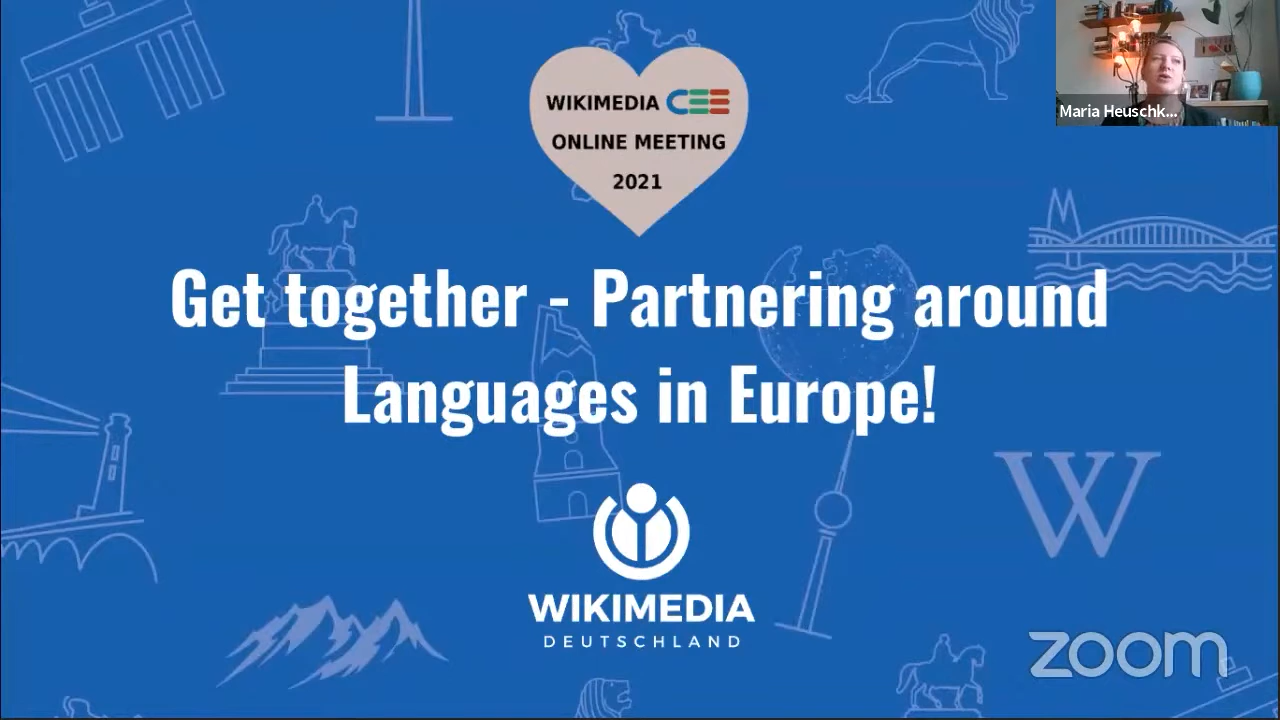 WIKIMEDIA CEE
ONLINE MEETING
2021
Maria Heuschk...
Get together - Partnering around
Languages in Europe!
W
WIKIMEDIA
DEUTSCHLAND
zoom